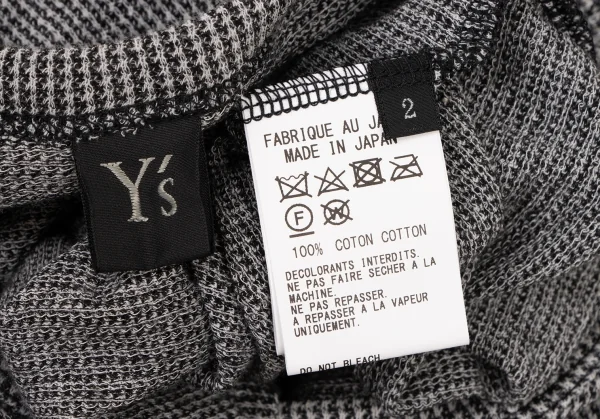 Y's
2
FABRIQUE AU JA
MADE IN JAPAN
F
W
100% COTON COTTON
DECOLORANTS INTERDITS.
NE PAS FAIRE SECHER A LA
MACHINE.
NE PAS REPASSER.
A REPASSER A LA VAPEUR
UNIQUEMENT.
DO NOT BLEACH